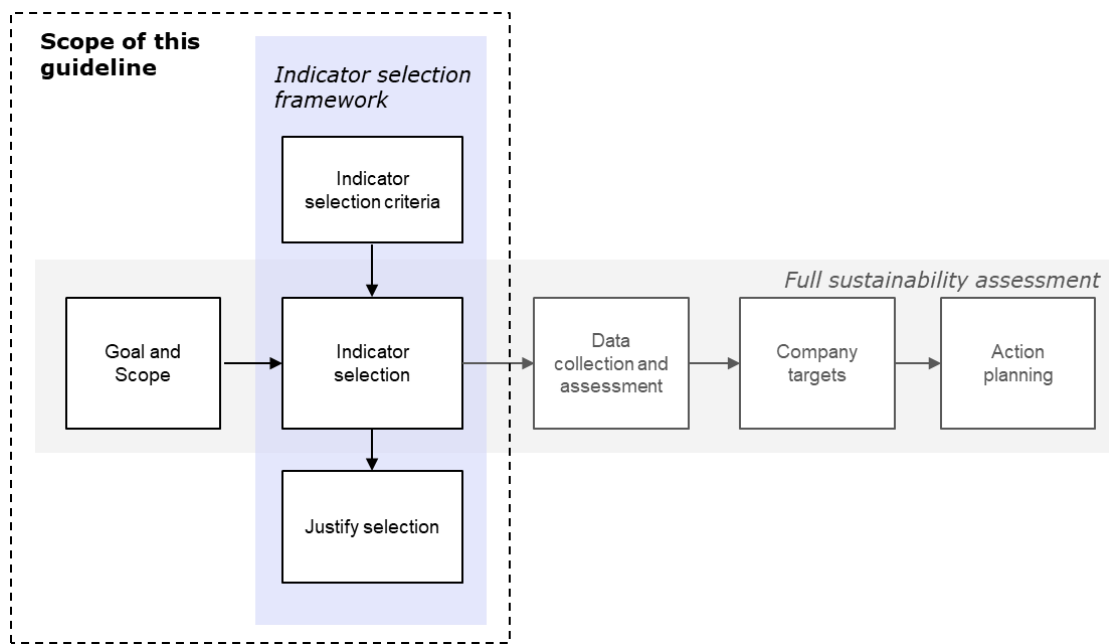 Scope of this
guideline
Indicator selection
framework
Indicator
selection criteria
Full sustainability assessment
Goal and
Scope
Indicator
selection
Data
collection and
assessment
Company
targets
Action
planning
Justify selection